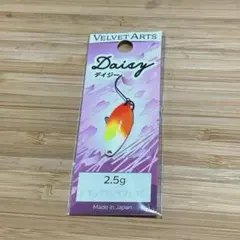 VELVET ARTS
Daisy
デイジー
2.5g
Made in Japan